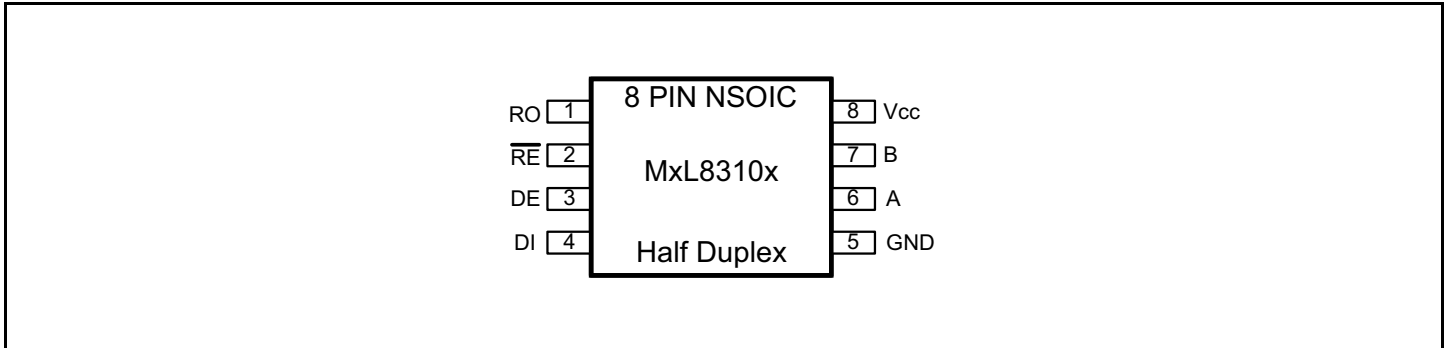 8 PIN NSOIC
RO 1
RE 2
DE 3
DI 4
MxL8310x
Half Duplex
8 Vcc
7 B
6 A
5 GND